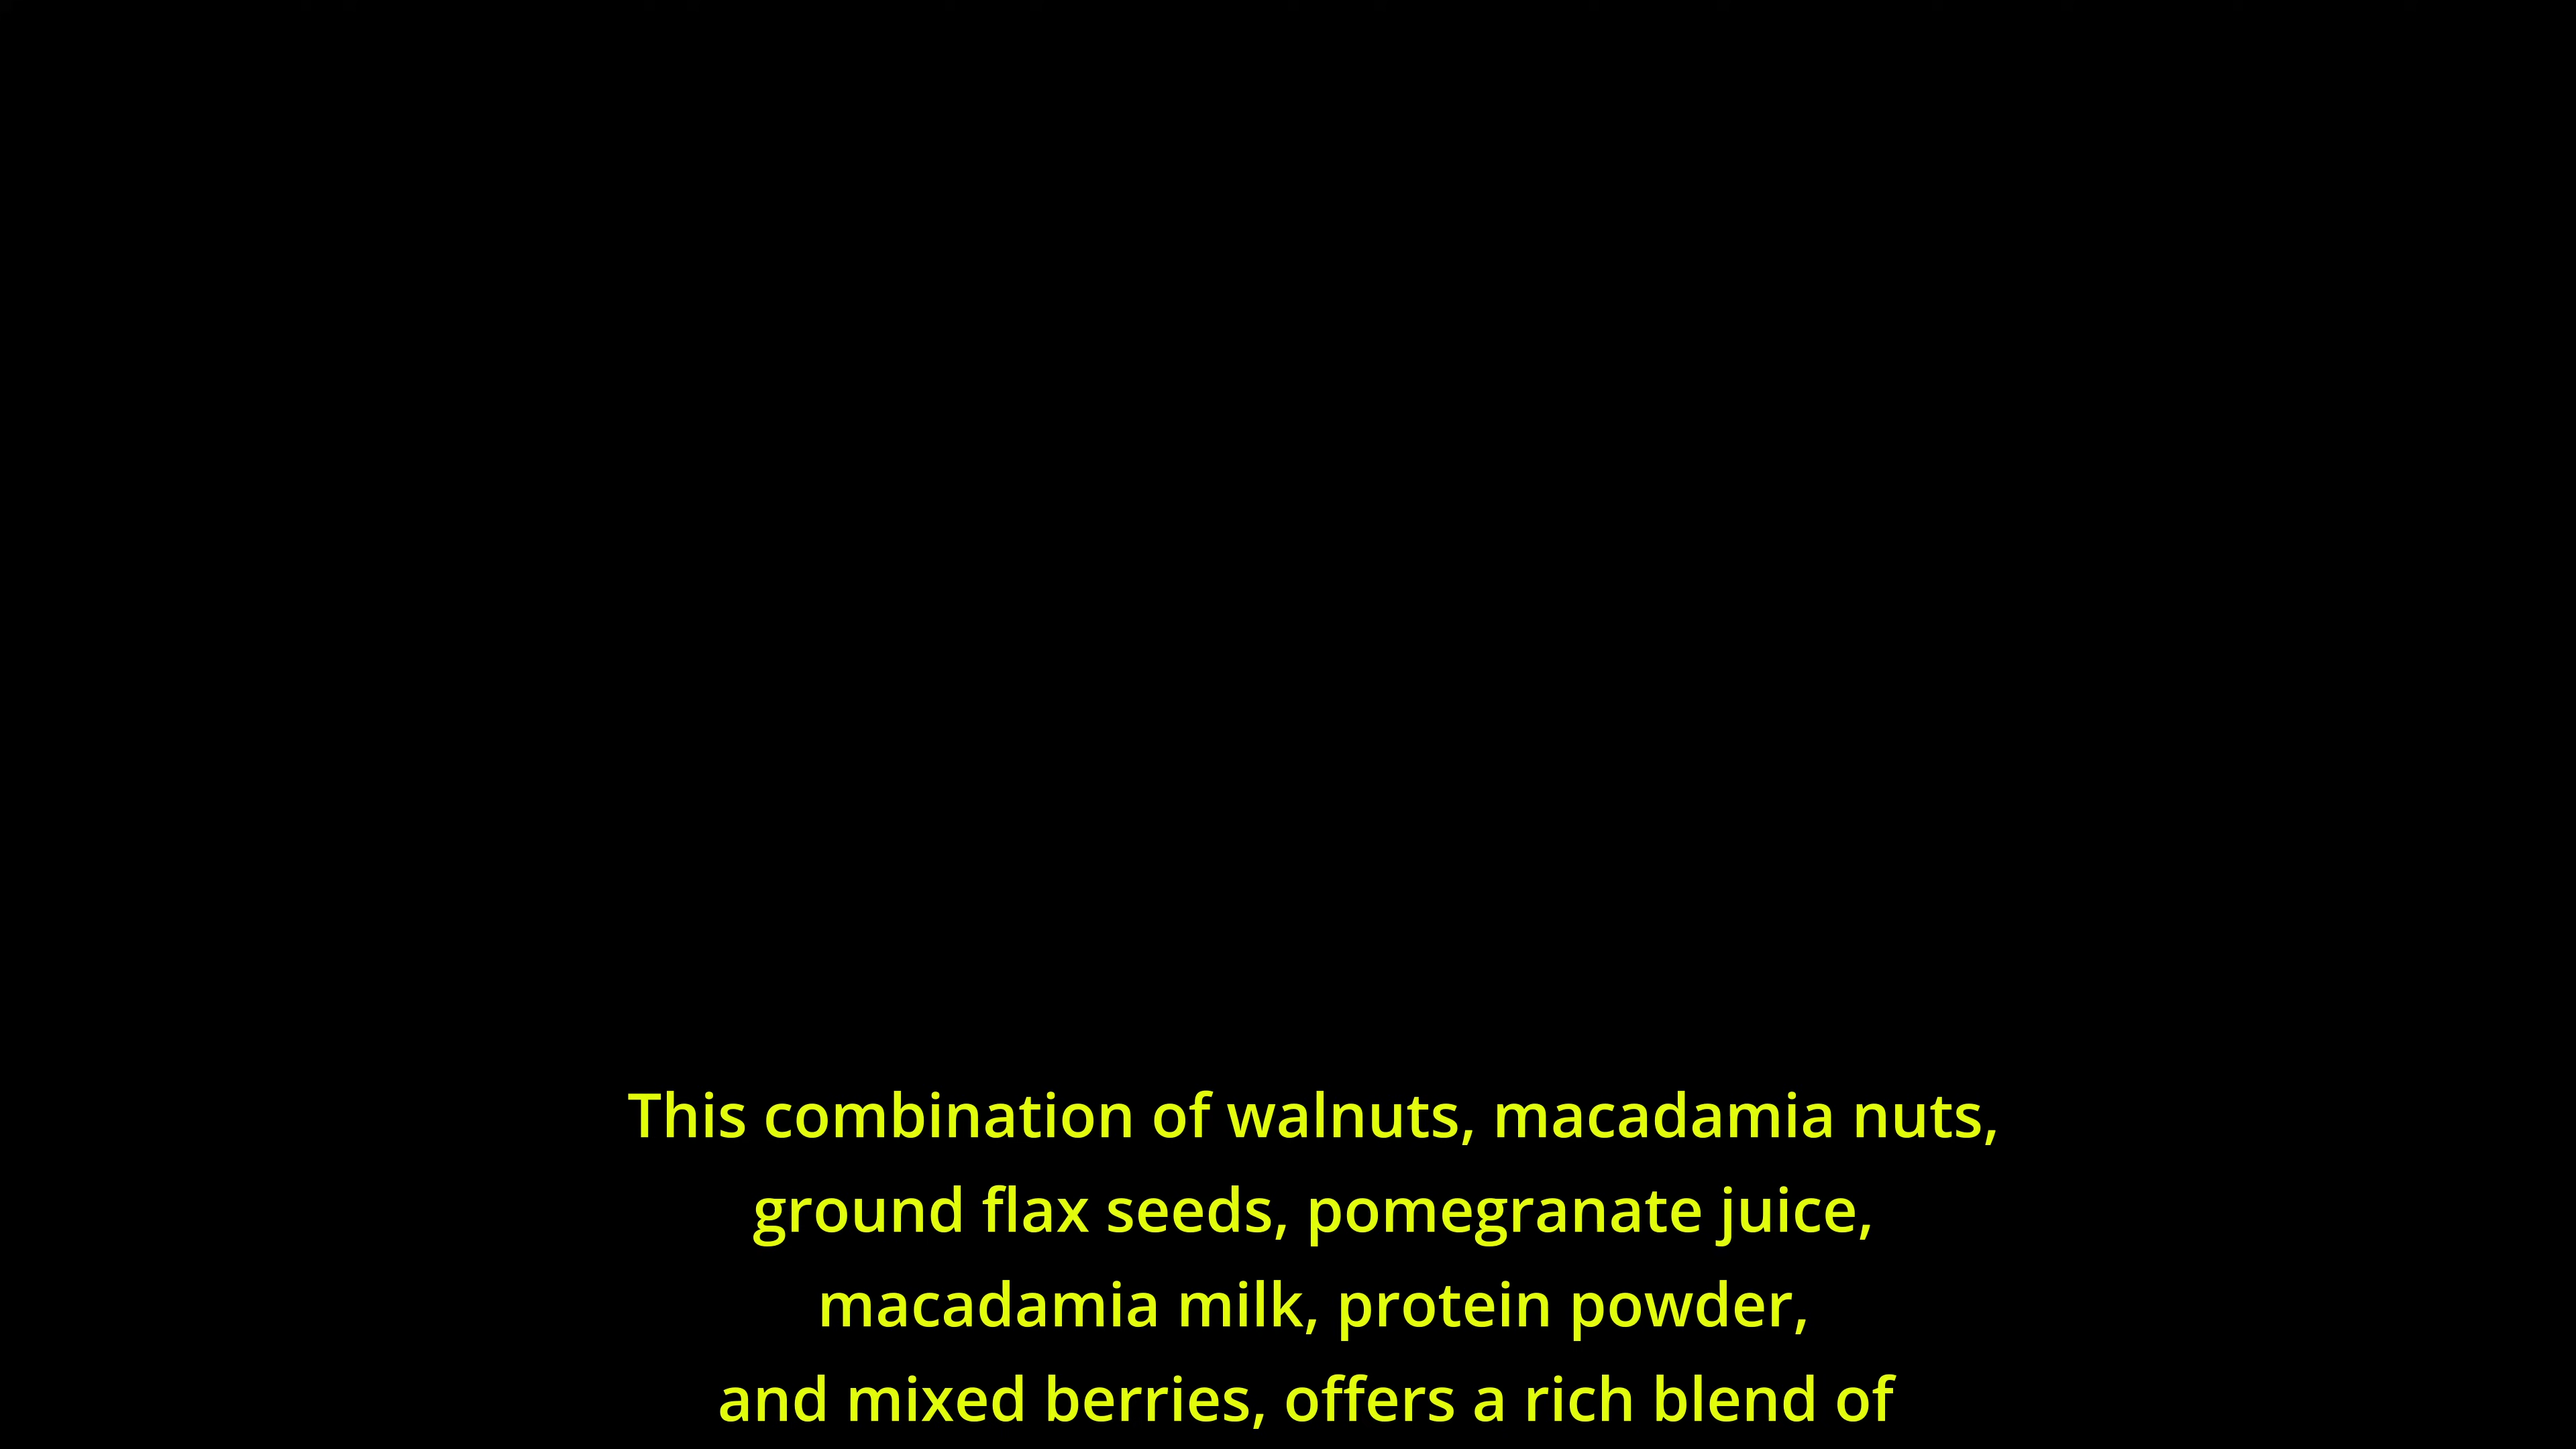 This combination of walnuts, macadamia nuts,
ground flax seeds, pomegranate juice,
macadamia milk, protein powder,
and mixed berries, offers a rich blend of